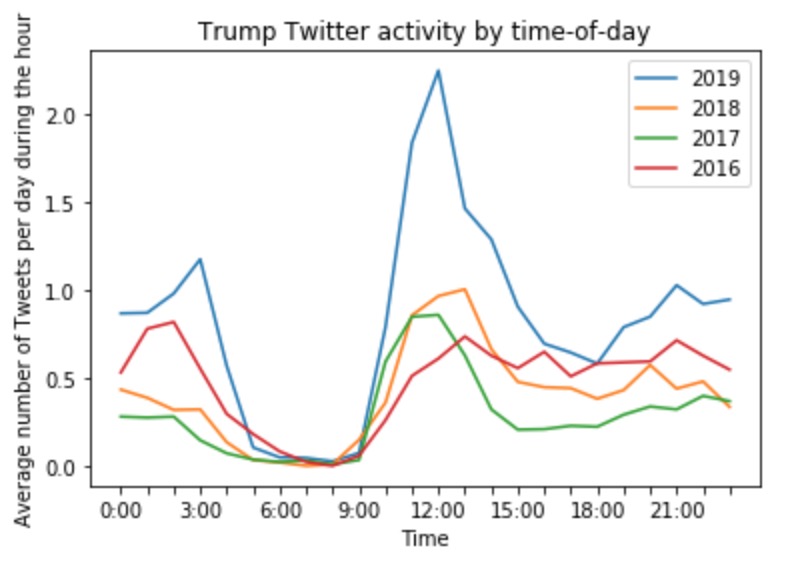 Trump Twitter activity by time-of-day
Average number of Tweets per day during the hour
2019
2018
2017
2016
2.0
1.5
1.0
0.5
0.0
0:00 3:00 6:00 9:00 12:00 15:00 18:00 21:00
Time